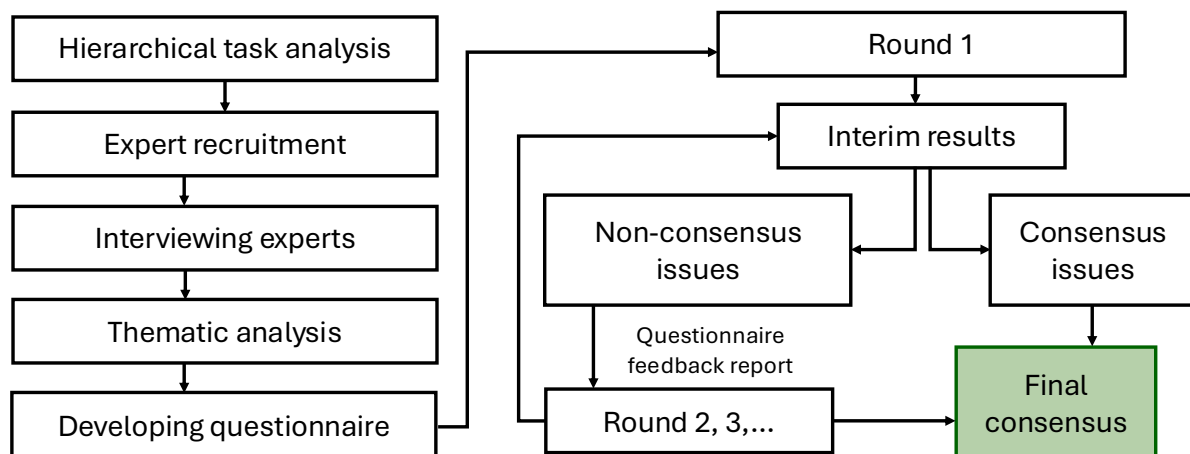 Hierarchical task analysis
Expert recruitment
Interviewing experts
Thematic analysis
Developing questionnaire
Round 1
Interim results
Non-consensus
issues
Consensus
issues
Questionnaire
feedback report
Round 2, 3,...
Final
consensus